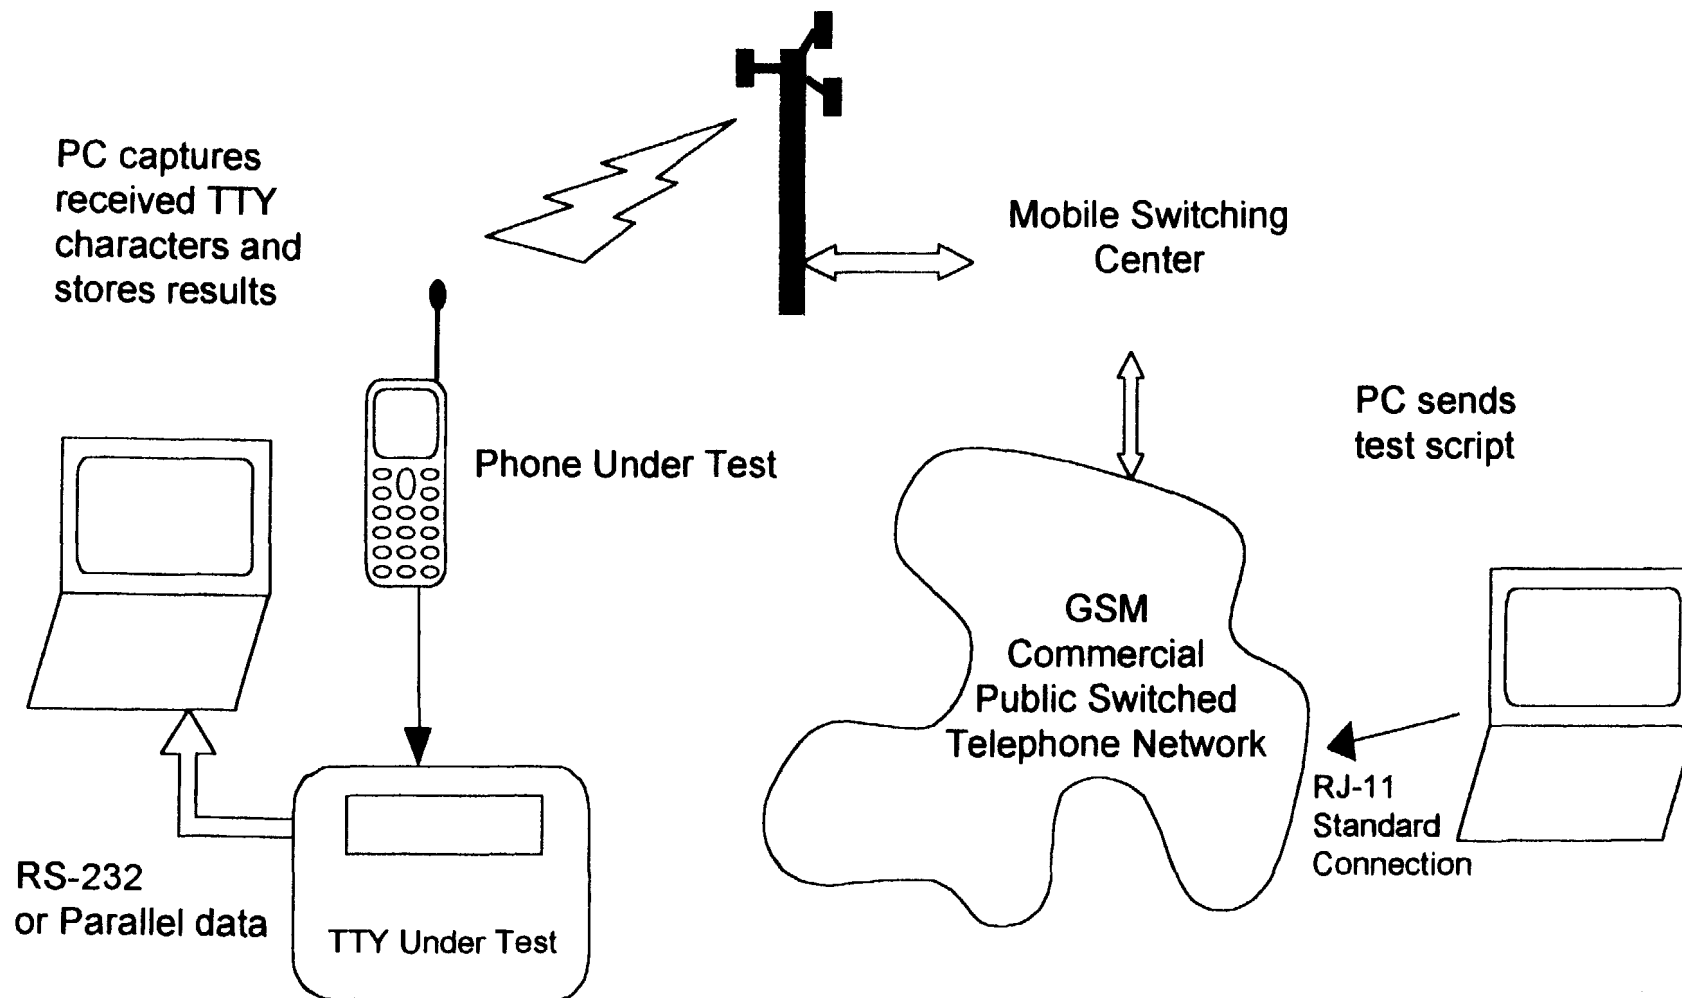 PC captures
received TTY
characters and
stores results
Mobile Switching
Center
PC sends
test script
Phone Under Test
GSM
Commercial
Public Switched
Telephone Network
RJ-11
Standard
Connection
RS-232
or Parallel data
TTY Under Test